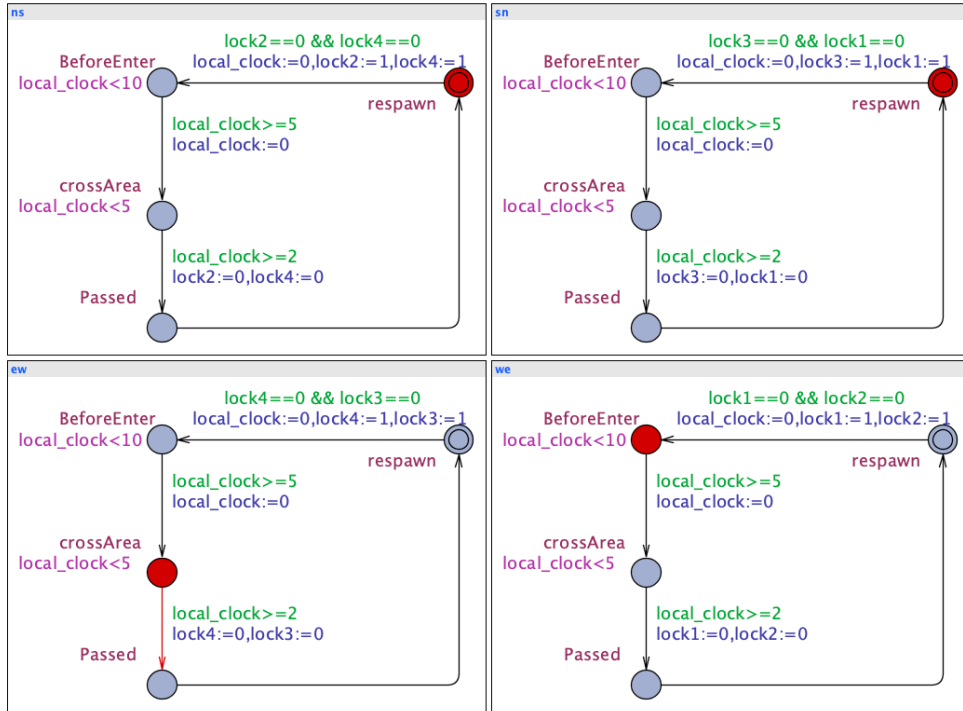 ns
lock2==0 && lock4==0
BeforeEnter
local_clock:=0,lock2:=1,lock4:=1
local_clock<10
respawn
local_clock>=5
local_clock:=0
crossArea
local_clock<5
local_clock>=2
lock2:=0,lock4:=0
Passed
sn
lock3==0 && lock1==0
BeforeEnter
local_clock:=0,lock3:=1,lock1:=1
local_clock<10
respawn
local_clock>=5
local_clock:=0
crossArea
local_clock<5
local_clock>=2
lock3:=0,lock1:=0
Passed
ew
lock4==0 && lock3==0
BeforeEnter
local_clock:=0,lock4:=1,lock3:=1
local_clock<10
respawn
local_clock>=5
local_clock:=0
crossArea
local_clock<5
local_clock>=2
lock4:=0,lock3:=0
Passed
we
lock1==0 && lock2==0
BeforeEnter
local_clock:=0,lock1:=1,lock2:=1
local_clock<10
respawn
local_clock>=5
local_clock:=0
crossArea
local_clock<5
local_clock>=2
lock1:=0,lock2:=0
Passed